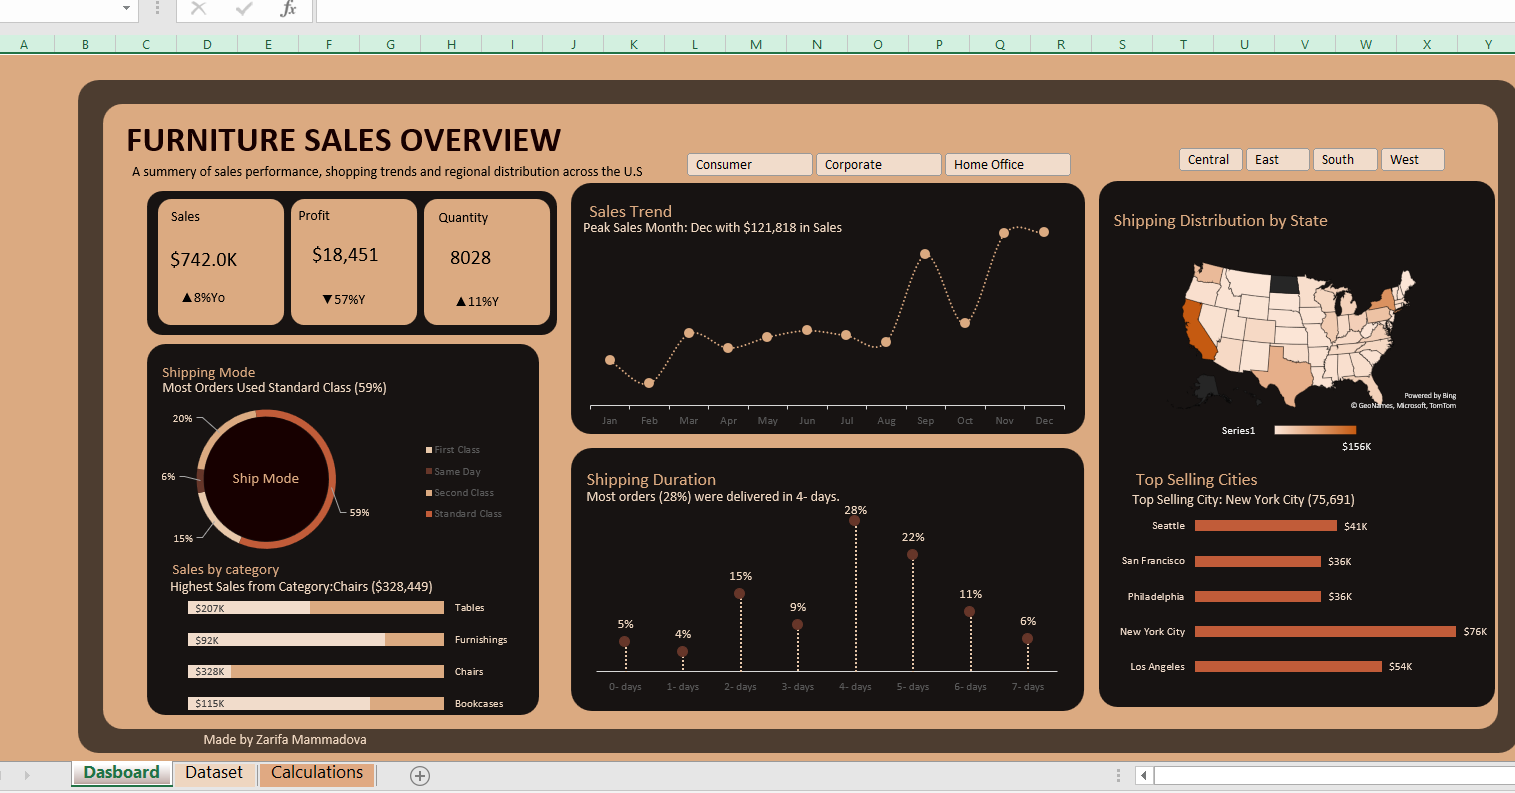 fx
A B C D E F G H I J K L M N O P Q R S T U V W X Y
FURNITURE SALES OVERVIEW
A summery of sales performance, shopping trends and regional distribution across the U.S
Consumer
Corporate
Home Office
Central
East
South
West
Sales
$742.0K
▲8%Yo
Profit
$18,451
▼57%Y
Quantity
8028
▲11%Y
Shipping Mode
Most Orders Used Standard Class (59%)
20%
6%
15%
59%
Ship Mode
First Class
Same Day
Second Class
Standard Class
Sales by category
Highest Sales from Category:Chairs ($328,449)
$207K Tables
$92K Furnishings
$328K Chairs
$115K Bookcases
Sales Trend
Peak Sales Month: Dec with $121,818 in Sales
Jan Feb Mar Apr May Jun Jul Aug Sep Oct Nov Dec
Shipping Duration
Most orders (28%) were delivered in 4- days.
5% 4% 15% 9% 28% 22% 11% 6%
0- days 1- days 2- days 3- days 4- days 5- days 6- days 7- days
Shipping Distribution by State
Powered by Bing
© GeoNames, Microsoft, TomTom
Series1
$156K
Top Selling Cities
Top Selling City: New York City (75,691)
Seattle $41K
San Francisco $36K
Philadelphia $36K
New York City $76K
Los Angeles $54K
Made by Zarifa Mammadova
Dasboard
Dataset
Calculations